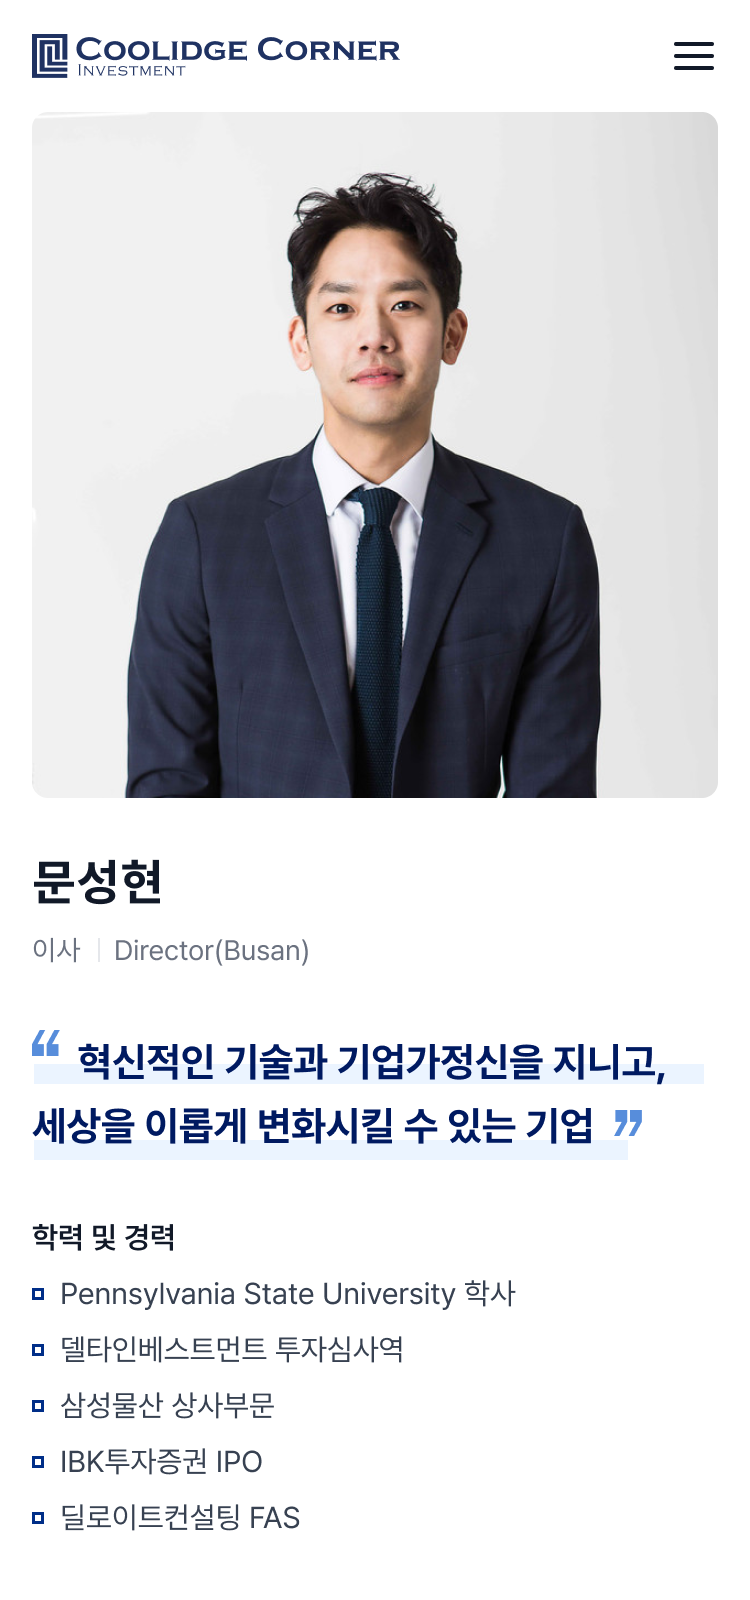 COOLIDGE CORNER
INVESTMENT
문성현
이사 | Director(Busan)
“ 혁신적인 기술과 기업가정신을 지니고,
세상을 이롭게 변화시킬 수 있는 기업 ”
학력 및 경력
Pennsylvania State University 학사
델타인베스트먼트 투자심사역
삼성물산 상사부문
IBK투자증권 IPO
딜로이트컨설팅 FAS